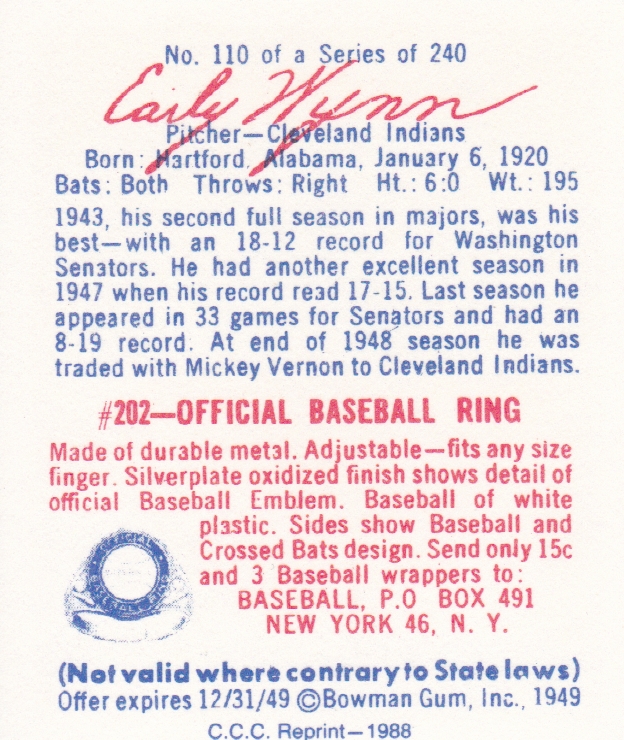 No. 110 of a Series of 240
Early Wynn
Pitcher—Cleveland Indians
Born: Hartford, Alabama, January 6, 1920
Bats: Both Throws: Right Ht.: 6:0 Wt.: 195
1943, his second full season in majors, was his
best—with an 18-12 record for Washington
Senators. He had another excellent season in
1947 when his record read 17-15. Last season he
appeared in 33 games for Senators and had an
8-19 record. At end of 1948 season he was
traded with Mickey Vernon to Cleveland Indians.
#202—OFFICIAL BASEBALL RING
Made of durable metal. Adjustable—fits any size
finger. Silverplate oxidized finish shows detail of
official Baseball Emblem. Baseball of white
plastic. Sides show Baseball and
Crossed Bats design. Send only 15c
and 3 Baseball wrappers to:
BASEBALL, P.O BOX 491
NEW YORK 46, N. Y.
OFFICIAL
BASEBALL RING
(Not valid where contrary to State laws)
Offer expires 12/31/49 ©Bowman Gum, Inc., 1949
C.C.C. Reprint—1988